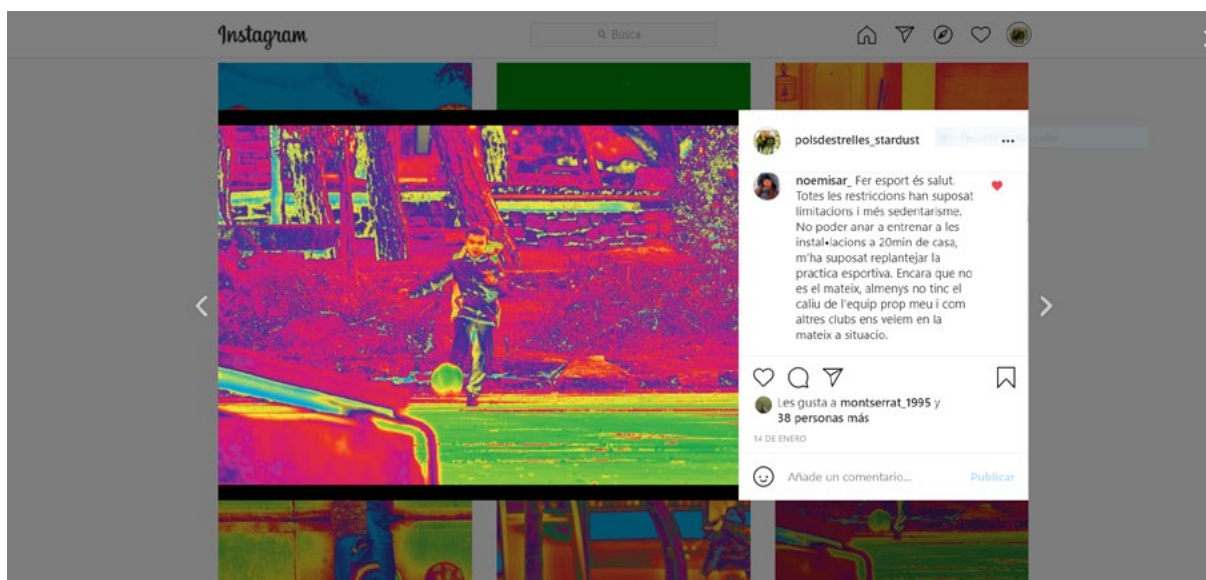 Instagram
Busca
polsdestrelles_stardust
noemisar_ Fer esport és salut.
Totes les restriccions han suposat
limitacions i més sedentarisme.
No poder anar a entrenar a les
instal•lacions a 20min de casa,
m'ha suposat replantejar la
practica esportiva. Encara que no
es el mateix, almenys no tinc el
caliu de l'equip prop meu i com
altres clubs ens veiem en la
mateix a situacio.
Les gusta a montserrat_1995 y
38 personas más
14 DE ENERO
Añade un comentario...
Publicar